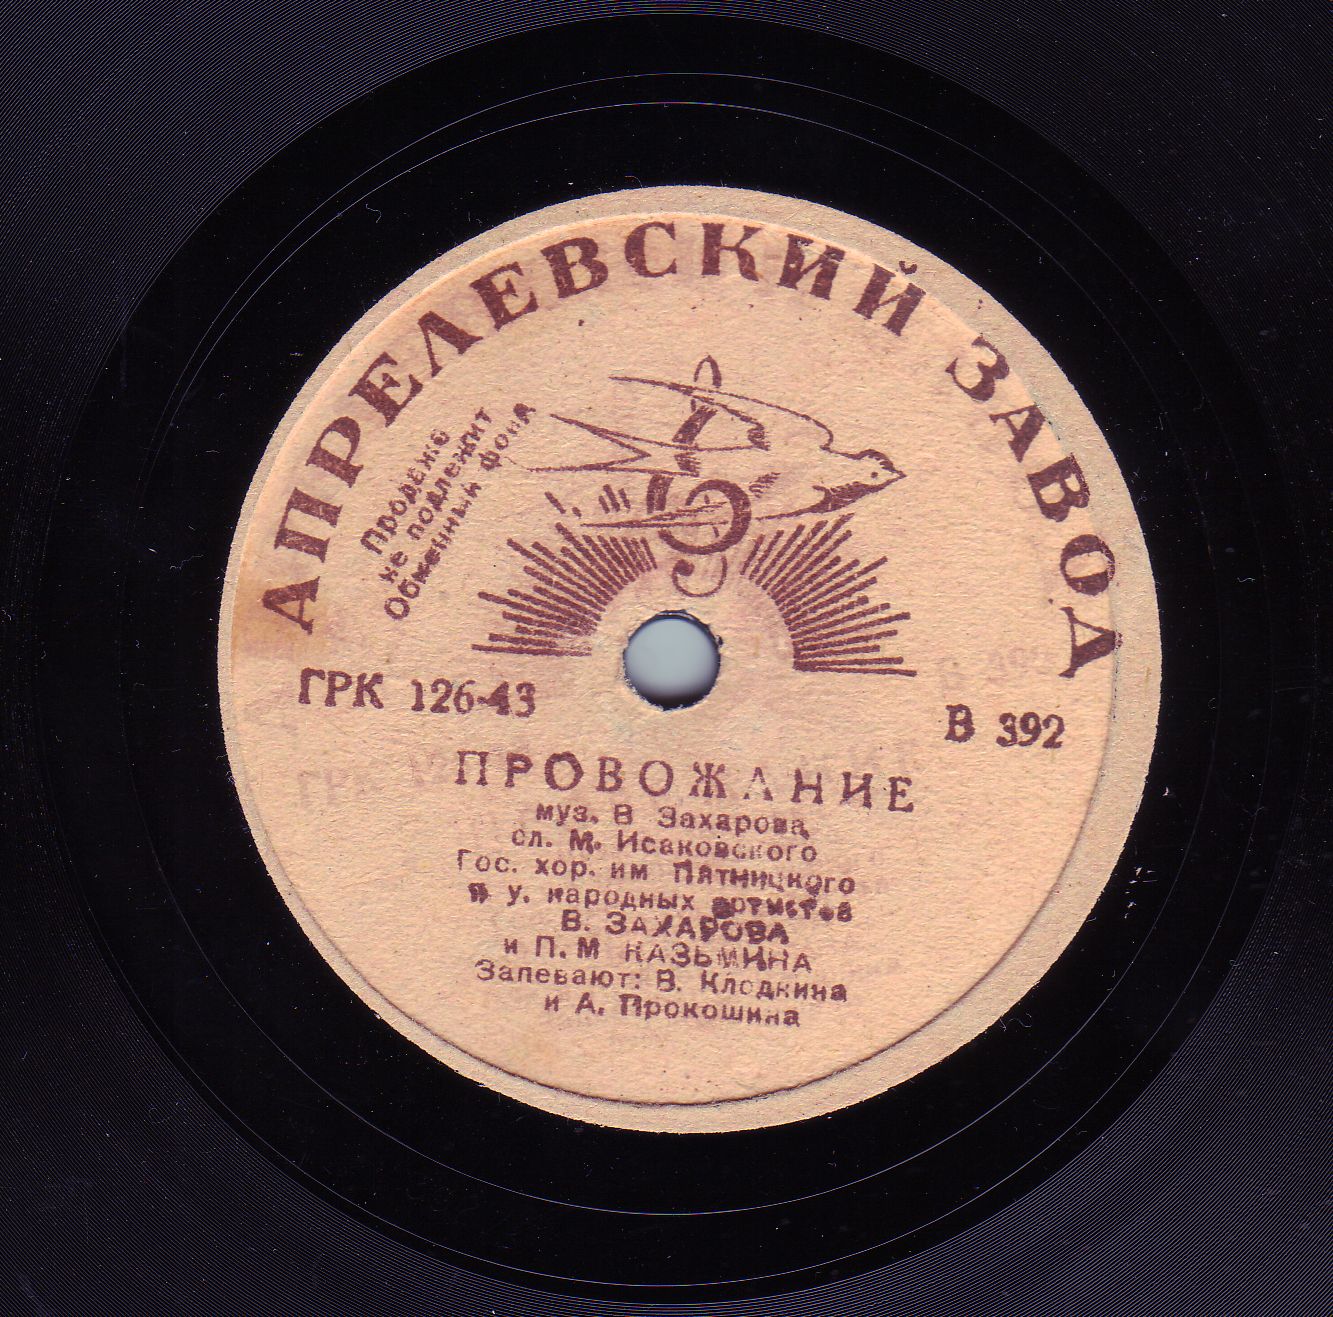 АПРЕЛЕВСКИЙ ЗАВОД
Продаже
не подлежит
Обменный фонд
ГРК 126-43
В 392
ПРОВОЖАНИЕ
муз. В Захарова
сл. М. Исаковского
Гос. хор. им Пятницкого
п у. народных артистов
В. ЗАХАРОВА
и П. М КАЗЬМИНА
Запевают: В. Клодкина
и А. Прокошина